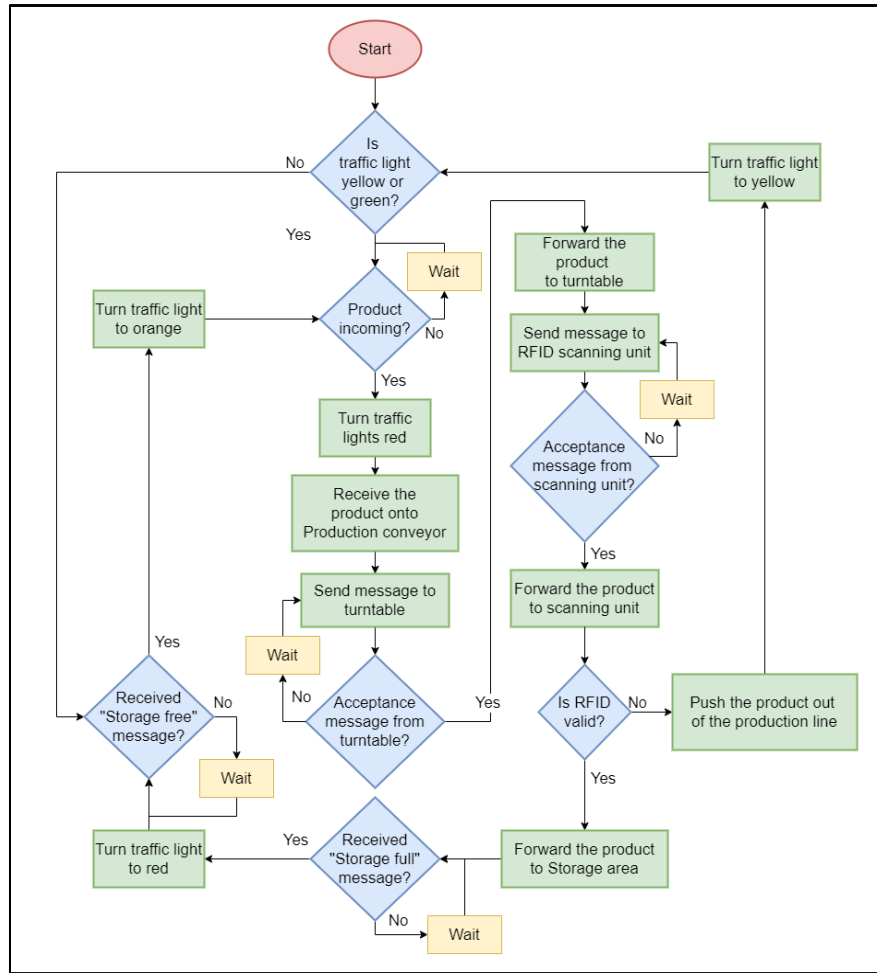 Start
Is
traffic light
yellow or
green?
No
Yes
Turn traffic light
to yellow
Forward the
product
to turntable
Wait
Product
incoming?
No
Turn traffic light
to orange
Send message to
RFID scanning unit
Yes
Wait
Turn traffic
lights red
No
Acceptance
message from
scanning unit?
Receive the
product onto
Production conveyor
Yes
Send message to
turntable
Forward the product
to scanning unit
Wait
Yes
Received
"Storage free"
message?
No
No
Acceptance
message from
turntable?
Yes
Is RFID
valid?
No
Push the product out
of the production line
Wait
Yes
Turn traffic light
to red
Yes
Received
"Storage full"
message?
Forward the product
to Storage area
No
Wait